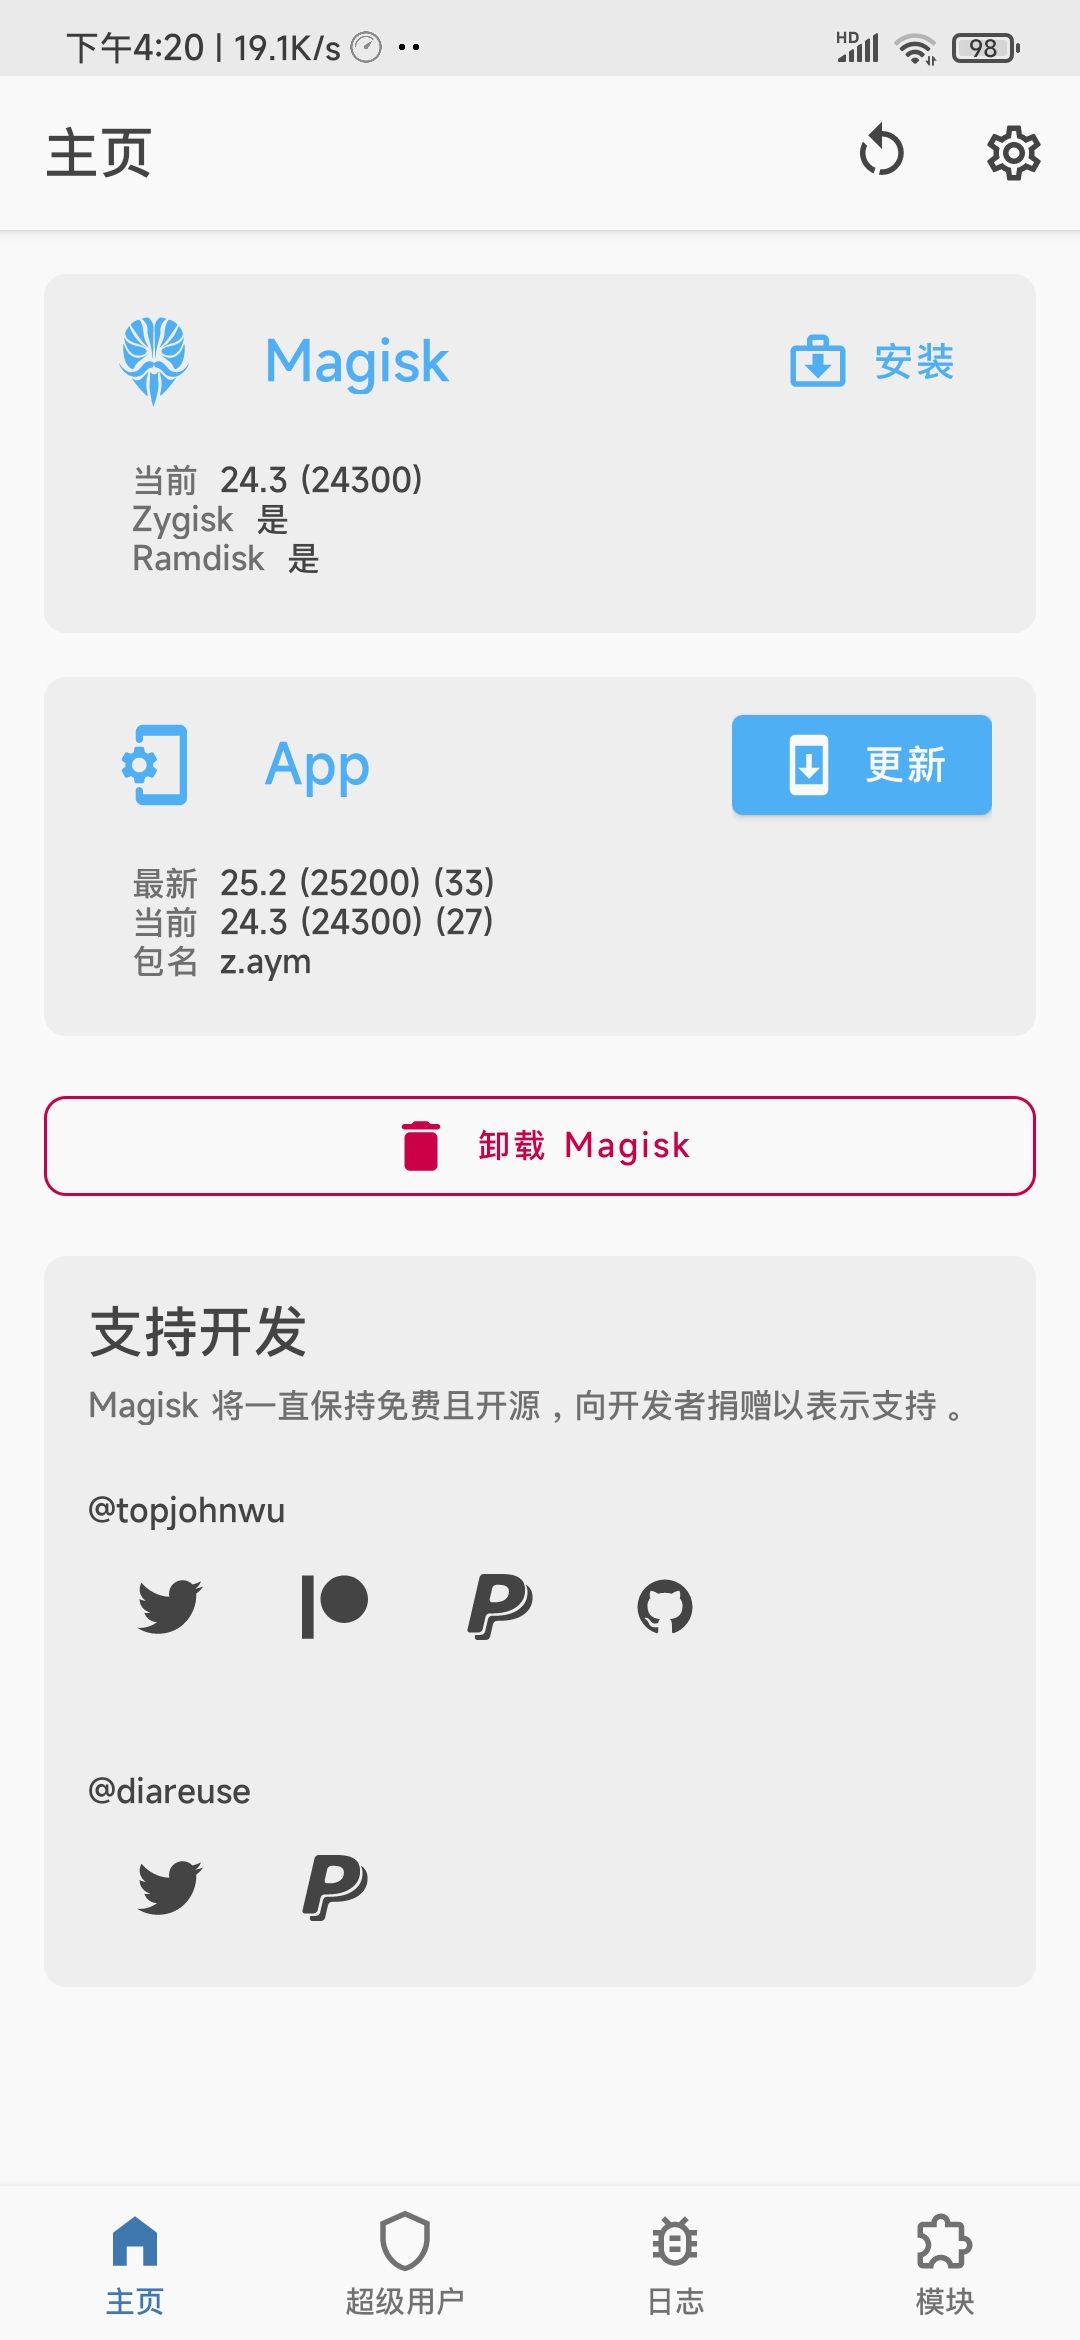 下午4:20 | 19.1K/s
HD
98
主页
Magisk
安装
当前 24.3 (24300)
Zygisk 是
Ramdisk 是
App
更新
最新 25.2 (25200) (33)
当前 24.3 (24300) (27)
包名 z.aym
卸载 Magisk
支持开发
Magisk 将一直保持免费且开源，向开发者捐赠以表示支持。
@topjohnwu
@diareuse
主页
超级用户
日志
模块